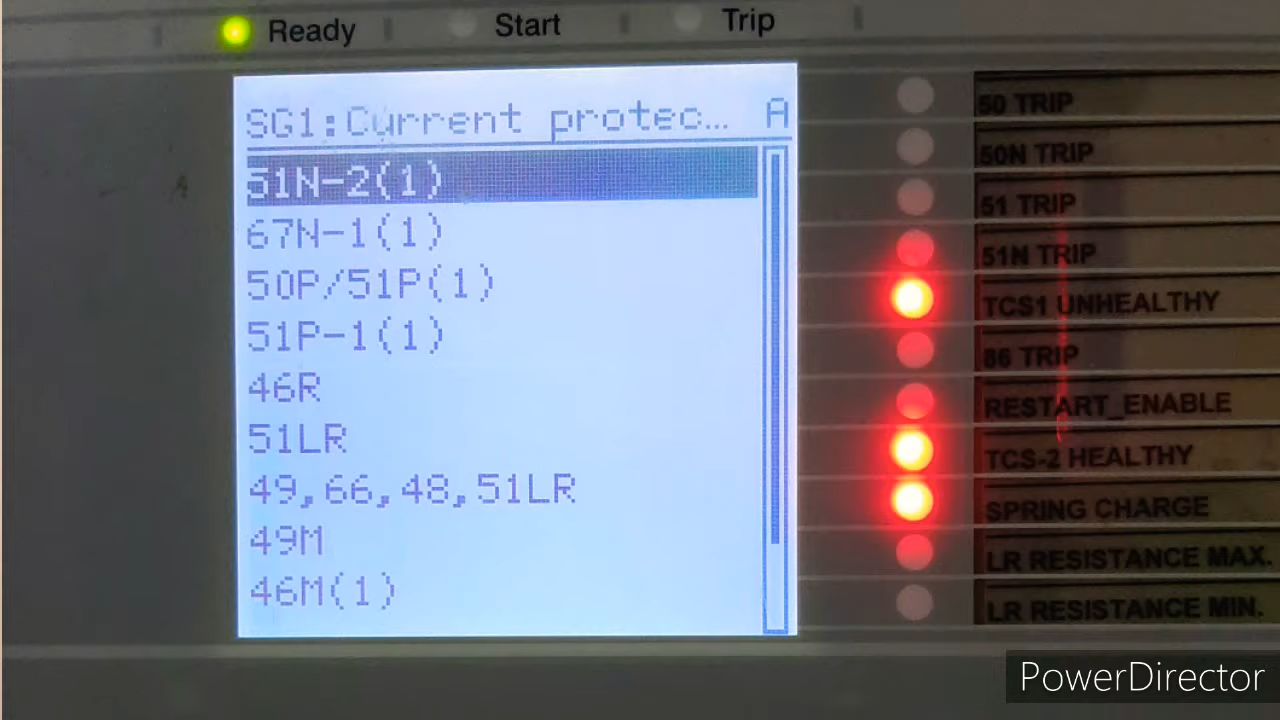 Ready
Start
Trip
SG1:Current protec… A
51N-2(1)
67N-1(1)
50P/51P(1)
51P-1(1)
46R
51LR
49,66,48,51LR
49M
46M(1)
50 TRIP
50N TRIP
51 TRIP
51N TRIP
TCS1 UNHEALTHY
86 TRIP
RESTART_ENABLE
TCS-2 HEALTHY
SPRING CHARGE
LR RESISTANCE MAX.
LR RESISTANCE MIN.
PowerDirector